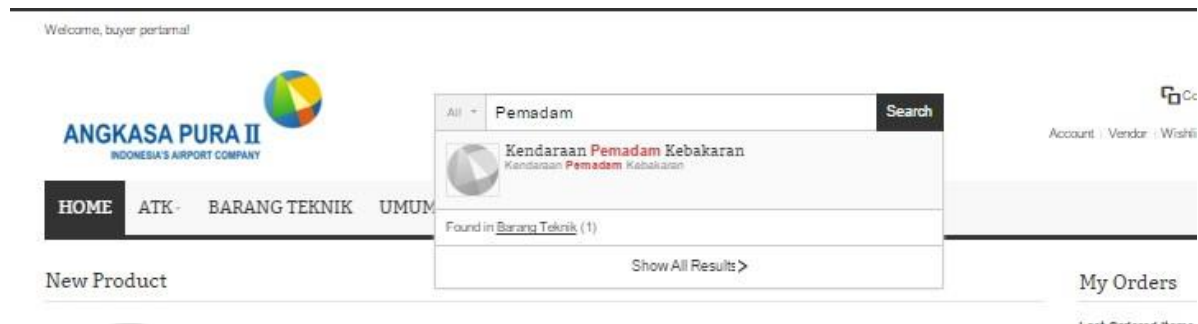 Welcome, buyer pertama!
ANGKASA PURA II
INDONESIA'S AIRPORT COMPANY
All
Pemadam
Search
Kendaraan Pemadam Kebakaran
Kendaraan Pemadam Kebakaran
Account
Vendor
HOME
ATK
BARANG TEKNIK
UMUM
Found in Barang Teknik (1)
Show All Results>
New Product
My Orders